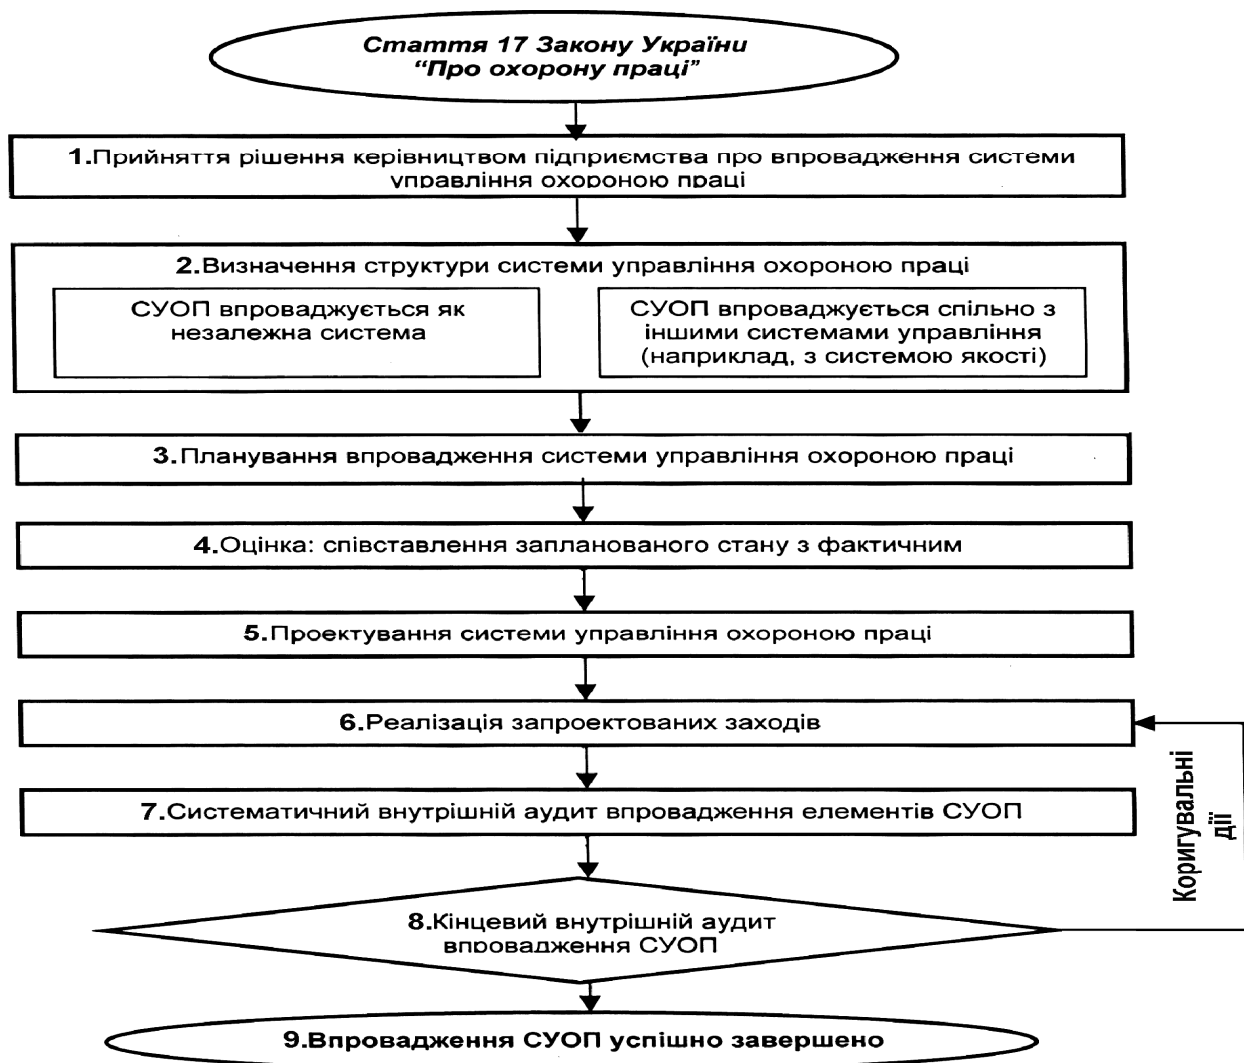 Стаття 17 Закону України
“Про охорону праці”
1.Прийняття рішення керівництвом підприємства про впровадження системи
управління охороною праці
2.Визначення структури системи управління охороною праці
СУОП впроваджується як
незалежна система
СУОП впроваджується спільно з
іншими системами управління
(наприклад, з системою якості)
3.Планування впровадження системи управління охороною праці
4.Оцінка: співставлення запланованого стану з фактичним
5.Проектування системи управління охороною праці
6.Реалізація запроектованих заходів
Коригувальні
дії
7.Систематичний внутрішній аудит впровадження елементів СУОП
8.Кінцевий внутрішній аудит
впровадження СУОП
9.Впровадження СУОП успішно завершено